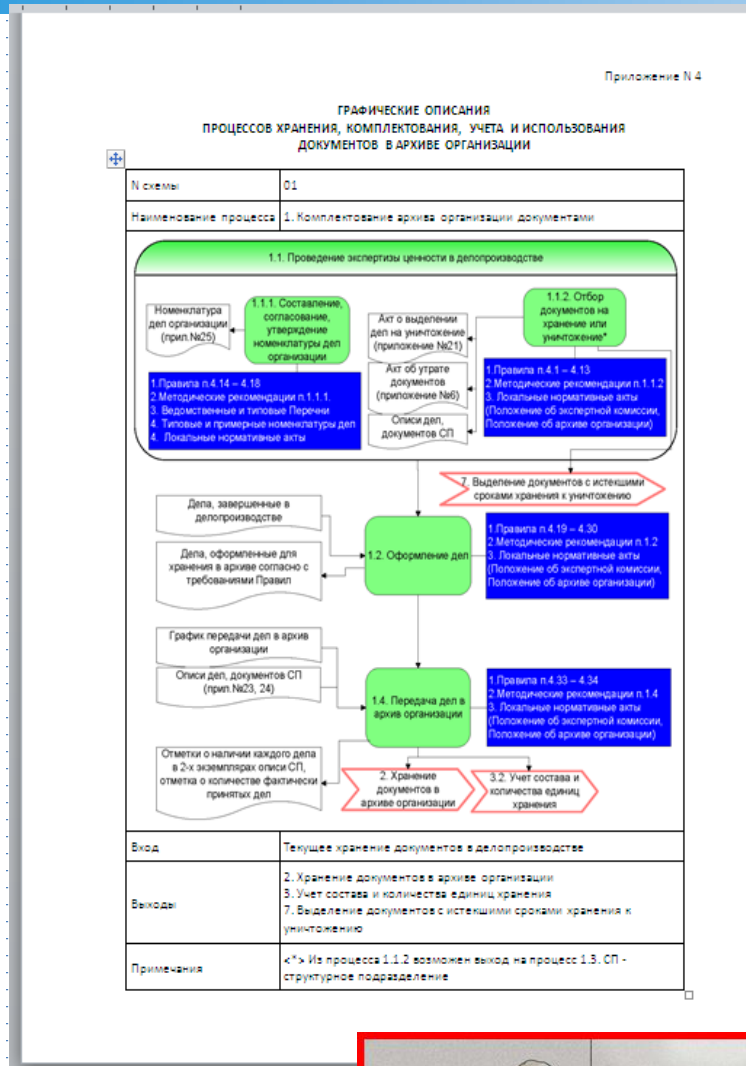 Приложение N 4
ГРАФИЧЕСКИЕ ОПИСАНИЯ
ПРОЦЕССОВ ХРАНЕНИЯ, КОМПЛЕКТОВАНИЯ, УЧЕТА И ИСПОЛЬЗОВАНИЯ
ДОКУМЕНТОВ В АРХИВЕ ОРГАНИЗАЦИИ
N схемы
01
Наименование процесса
1. Комплектование архива организации документами
1.1. Проведение экспертизы ценности в делопроизводстве
Номенклатура
дел организации
(прил.№25)
1.1.1. Составление,
согласование,
утверждение
номенклатуры дел
организации
1.Правила п.4.14 – 4.18
2.Методические рекомендации п.1.1.1.
3. Ведомственные и типовые Перечни
4. Типовые и примерные номенклатуры дел
4. Локальные нормативные акты
Акт о выделении
дел на уничтожение
(приложение №21)
Акт об утрате
документов
(приложение №6)
Описи дел,
документов СП
1.1.2. Отбор
документов на
хранение или
уничтожение*
1.Правила п.4.1 – 4.13
2.Методические рекомендации п.1.1.2
3. Локальные нормативные акты
(Положение об экспертной комиссии,
Положение об архиве организации)
7. Выделение документов с истекшими
сроками хранения к уничтожению
Дела, завершенные в
делопроизводстве
Дела, оформленные для
хранения в архиве согласно с
требованиями Правил
1.2. Оформление дел
1.Правила п.4.19 – 4.30
2.Методические рекомендации п.1.2
3. Локальные нормативные акты
(Положение об экспертной комиссии,
Положение об архиве организации)
График передачи дел в архив
организации
Описи дел, документов СП
(прил.№23, 24)
1.4. Передача дел в
архив организации
1.Правила п.4.33 – 4.34
2.Методические рекомендации п.1.4
3. Локальные нормативные акты
(Положение об экспертной комиссии,
Положение об архиве организации)
Отметки о наличии каждого дела
в 2-х экземплярах описи СП,
отметка о количестве фактически
принятых дел
2. Хранение
документов в
архиве организации
3.2. Учет состава и
количества единиц
хранения
Вход
Текущее хранение документов в делопроизводстве
Выходы
2. Хранение документов в архиве организации
3. Учет состава и количества единиц хранения
7. Выделение документов с истекшими сроками хранения к
уничтожению
Примечания
<*> Из процесса 1.1.2 возможен выход на процесс 1.3. СП -
структурное подразделение